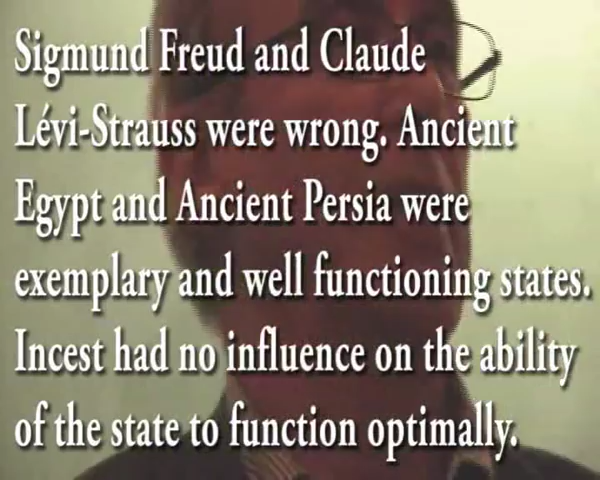 Sigmund Freud and Claude
Lévi-Strauss were wrong. Ancient
Egypt and Ancient Persia were
exemplary and well functioning states.
Incest had no influence on the ability
of the state to function optimally.